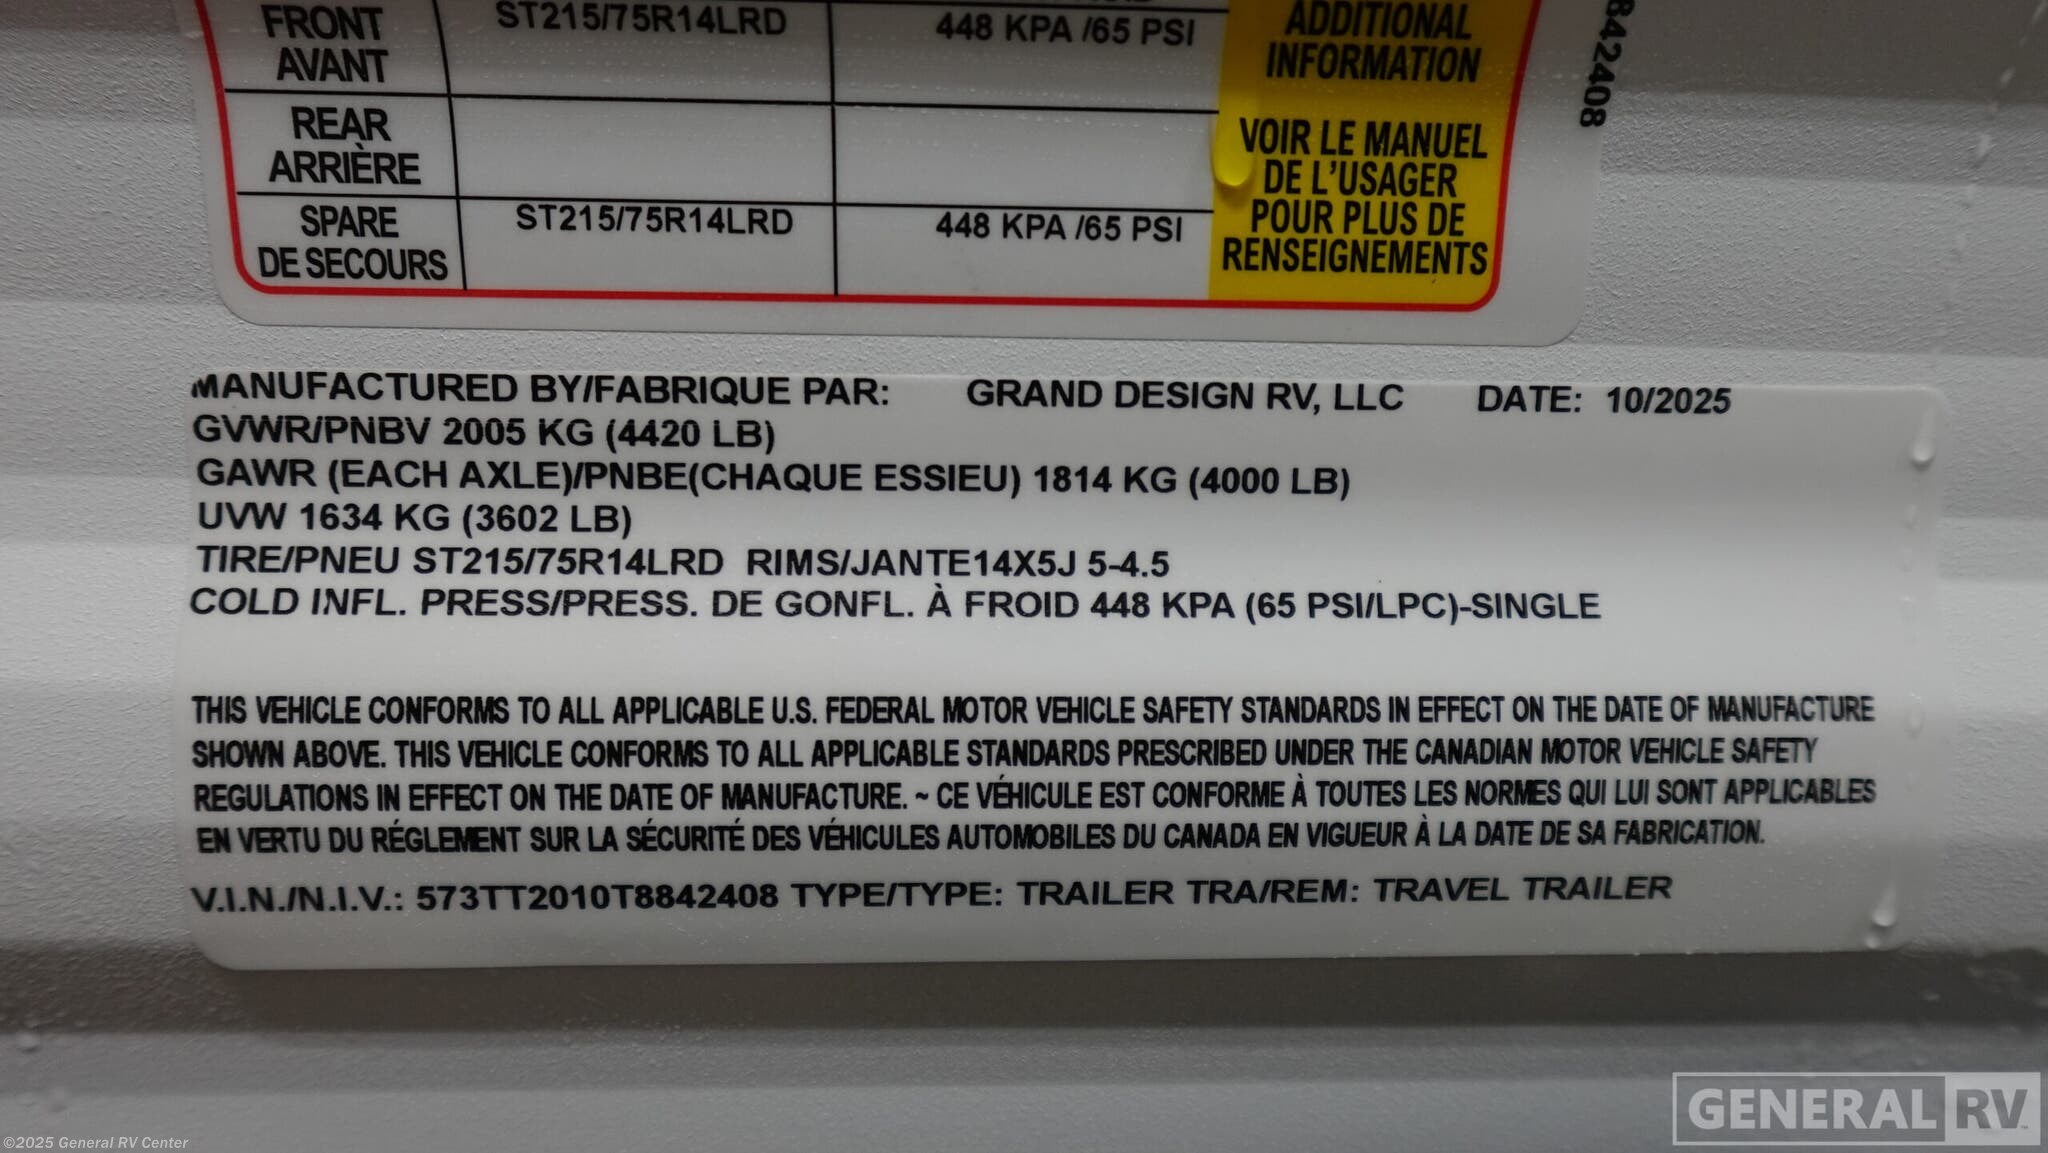 FRONT
AVANT
ST215/75R14LRD
448 KPA /65 PSI
ADDITIONAL
INFORMATION
REAR
ARRIÈRE
VOIR LE MANUEL
DE L'USAGER
POUR PLUS DE
RENSEIGNEMENTS
SPARE
DE SECOURS
ST215/75R14LRD
448 KPA /65 PSI
842408
MANUFACTURED BY/FABRIQUE PAR: GRAND DESIGN RV, LLC DATE: 10/2025
GVWR/PNBV 2005 KG (4420 LB)
GAWR (EACH AXLE)/PNBE(CHAQUE ESSIEU) 1814 KG (4000 LB)
UVW 1634 KG (3602 LB)
TIRE/PNEU ST215/75R14LRD RIMS/JANTE14X5J 5-4.5
COLD INFL. PRESS/PRESS. DE GONFL. À FROID 448 KPA (65 PSI/LPC)-SINGLE
THIS VEHICLE CONFORMS TO ALL APPLICABLE U.S. FEDERAL MOTOR VEHICLE SAFETY STANDARDS IN EFFECT ON THE DATE OF MANUFACTURE
SHOWN ABOVE. THIS VEHICLE CONFORMS TO ALL APPLICABLE STANDARDS PRESCRIBED UNDER THE CANADIAN MOTOR VEHICLE SAFETY
REGULATIONS IN EFFECT ON THE DATE OF MANUFACTURE. ~ CE VÉHICULE EST CONFORME À TOUTES LES NORMES QUI LUI SONT APPLICABLES
EN VERTU DU RÉGLEMENT SUR LA SÉCURITÉ DES VÉHICULES AUTOMOBILES DU CANADA EN VIGUEUR À LA DATE DE SA FABRICATION.
V.I.N./N.I.V.: 573TT2010T8842408 TYPE/TYPE: TRAILER TRA/REM: TRAVEL TRAILER
GENERAL RV
©2025 General RV Center